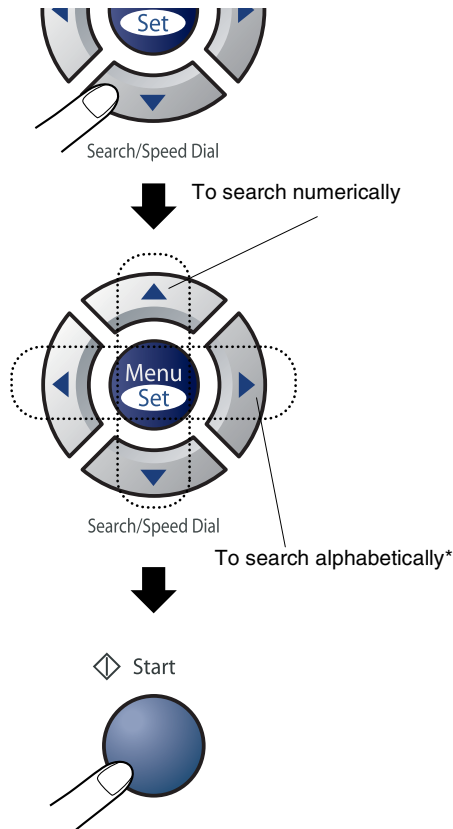 Set
Search/Speed Dial
To search numerically
Menu
Set
Search/Speed Dial
To search alphabetically*
Start